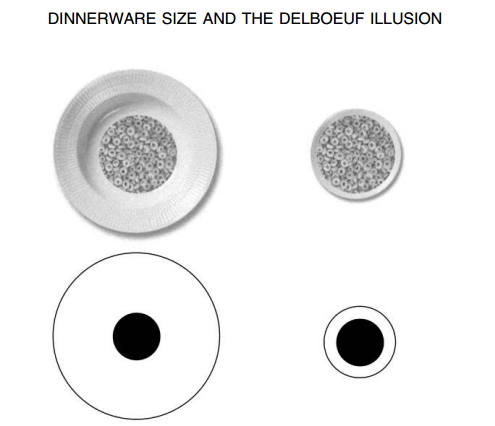 DINNERWARE SIZE AND THE DELBOEUF ILLUSION